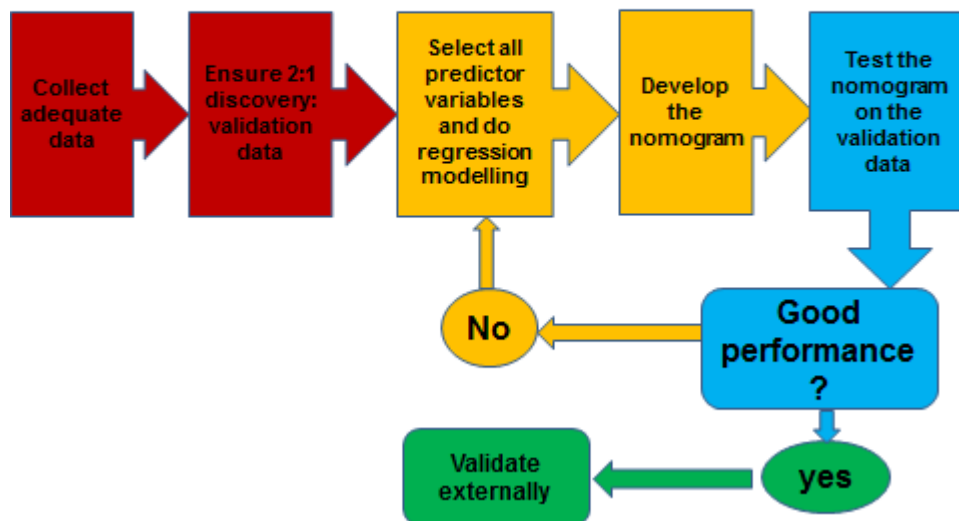 Collect
adequate
data
Ensure 2:1
discovery:
validation
data
Select all
predictor
variables
and do
regression
modelling
Develop
the
nomogram
Test the
nomogram
on the
validation
data
Good
performance
?
No
yes
Validate
externally